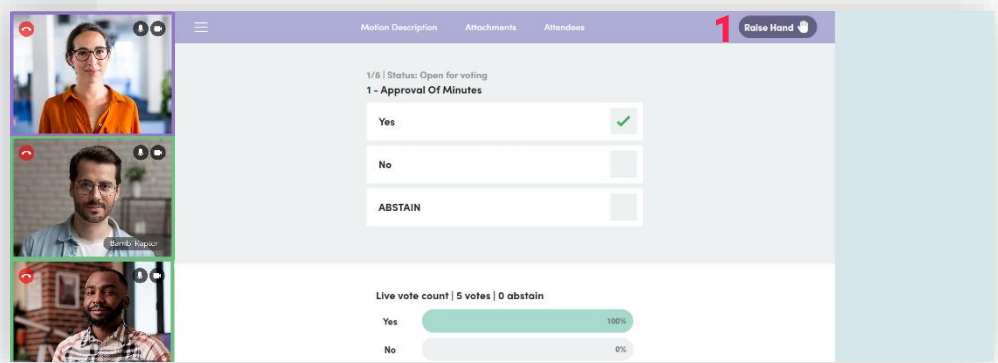 Motion Description Attachments Attendees 1 Raise Hand
1/8 | Status: Open for voting
1 - Approval Of Minutes
Yes
No
ABSTAIN
Live vote count | 5 votes | 0 abstain
Yes 100%
No 0%